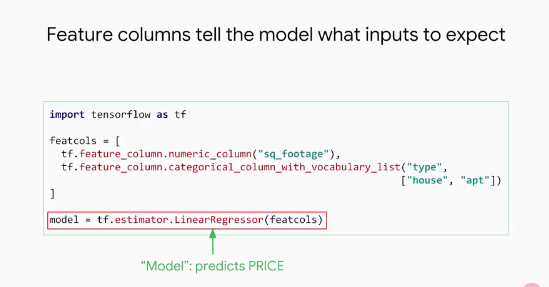 Feature columns tell the model what inputs to expect
import tensorflow as tf
featcols = [
tf.feature_column.numeric_column("sq_footage"),
tf.feature_column.categorical_column_with_vocabulary_list("type",
["house", "apt"])
]
model = tf.estimator.LinearRegressor(featcols)
“Model”: predicts PRICE